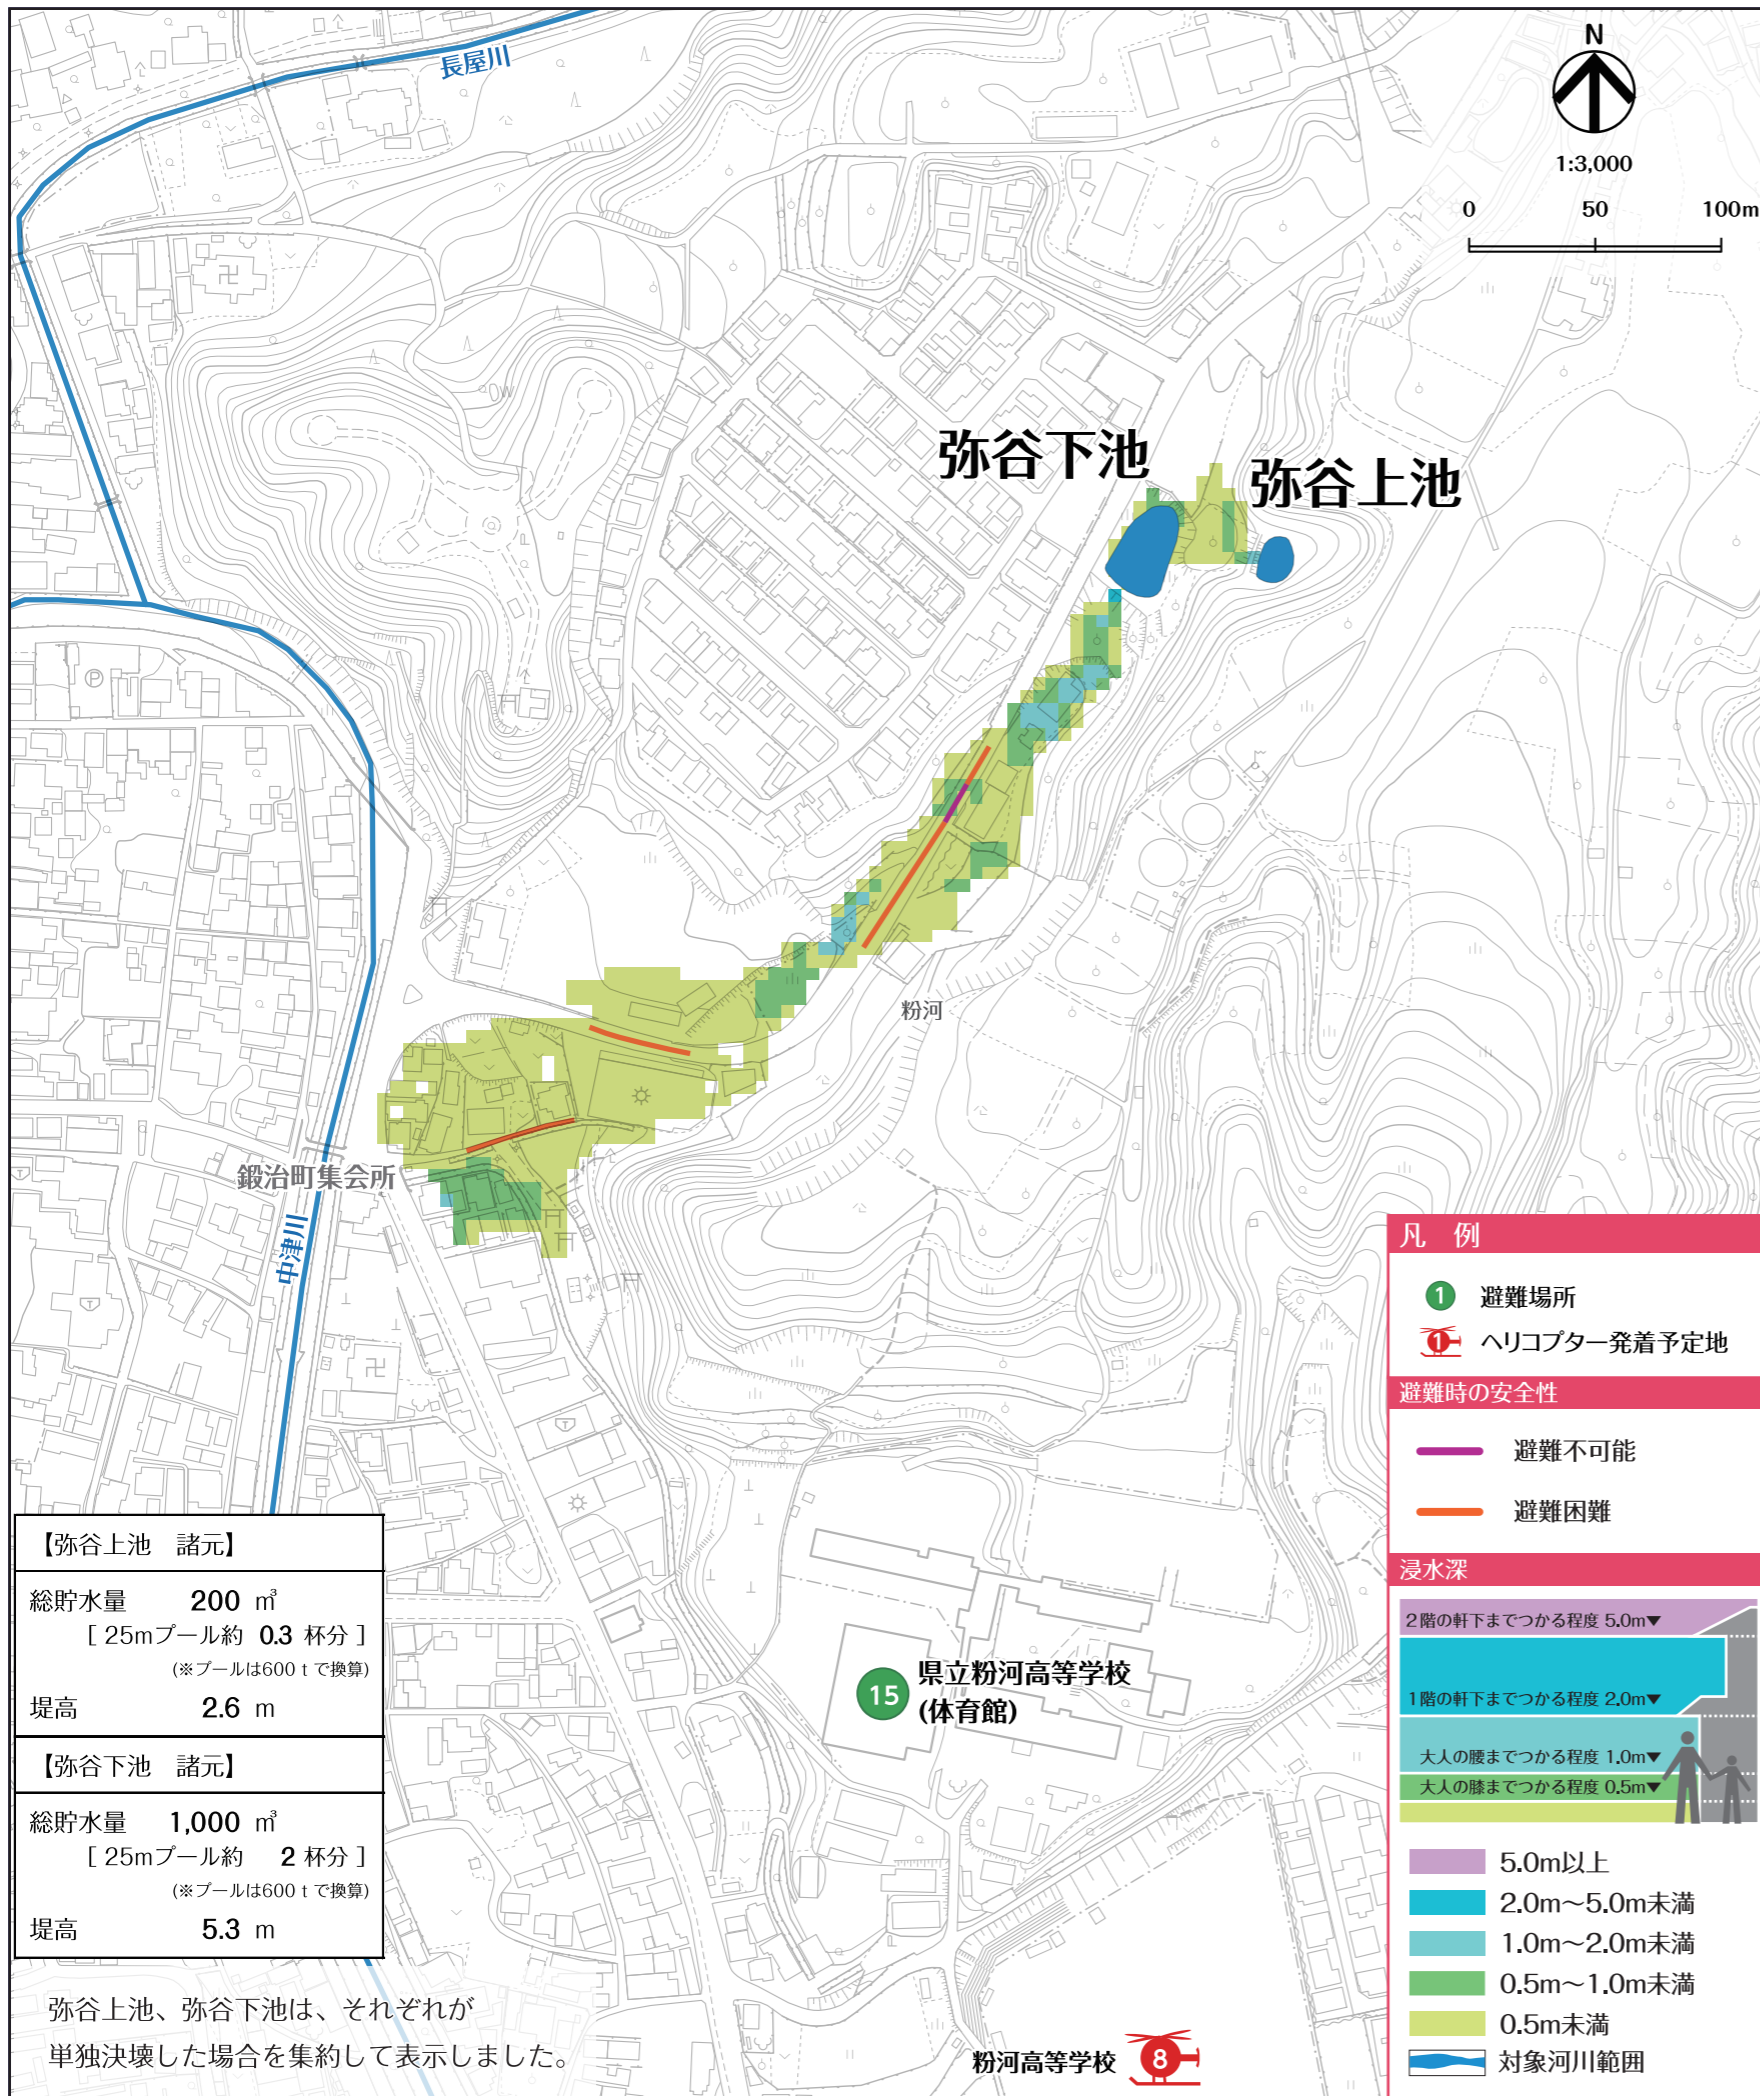 長屋川
N
1:3,000
0 50 100m
弥谷下池
弥谷上池
粉河
鍛冶町集会所
中津川
15
県立粉河高等学校
(体育館)
粉河高等学校
8
【弥谷上池 諸元】
総貯水量 200 ㎥
[ 25mプール約 0.3 杯分 ]
(※プールは600 t で換算)
堤高 2.6 m
【弥谷下池 諸元】
総貯水量 1,000 ㎥
[ 25mプール約 2 杯分 ]
(※プールは600 t で換算)
堤高 5.3 m
弥谷上池、弥谷下池は、それぞれが
単独決壊した場合を集約して表示しました。
凡 例
1 避難場所
1 ヘリコプター発着予定地
避難時の安全性
避難不可能
避難困難
浸水深
2階の軒下までつかる程度 5.0m▼
1階の軒下までつかる程度 2.0m▼
大人の腰までつかる程度 1.0m▼
大人の膝までつかる程度 0.5m▼
5.0m以上
2.0m～5.0m未満
1.0m～2.0m未満
0.5m～1.0m未満
0.5m未満
対象河川範囲